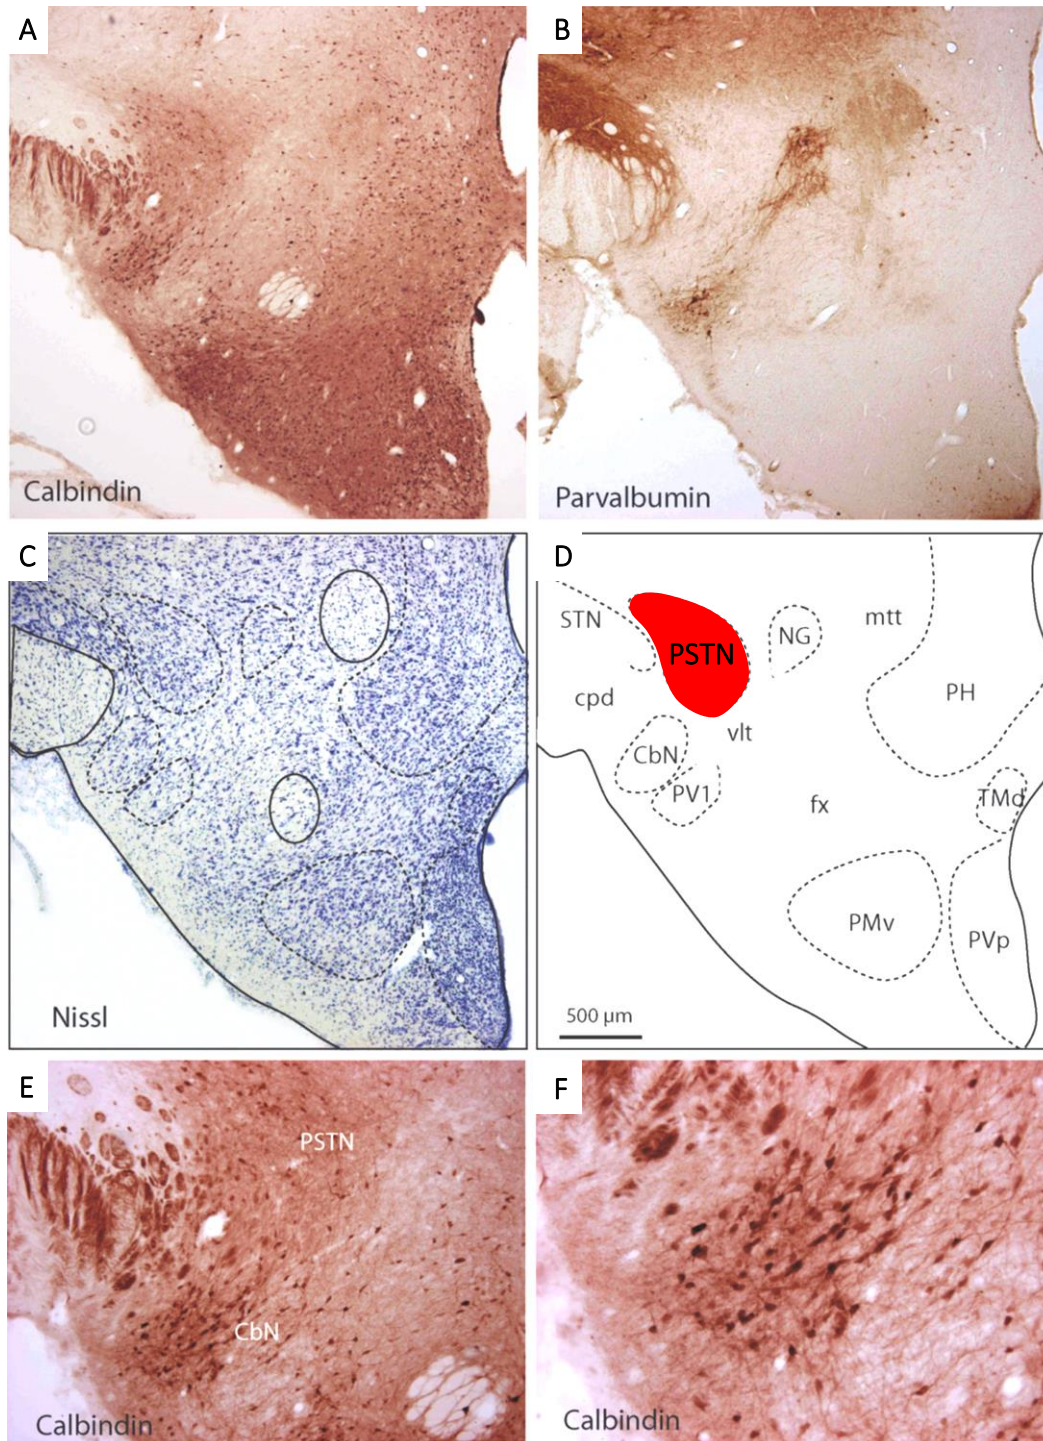 A
B
Calbindin
Parvalbumin
C
D
STN
PSTN
NG
mtt
PH
cpd
vlt
CbN
PV1
TMd
fx
PMv
PVp
500 µm
Nissl
E
F
PSTN
CbN
Calbindin
Calbindin